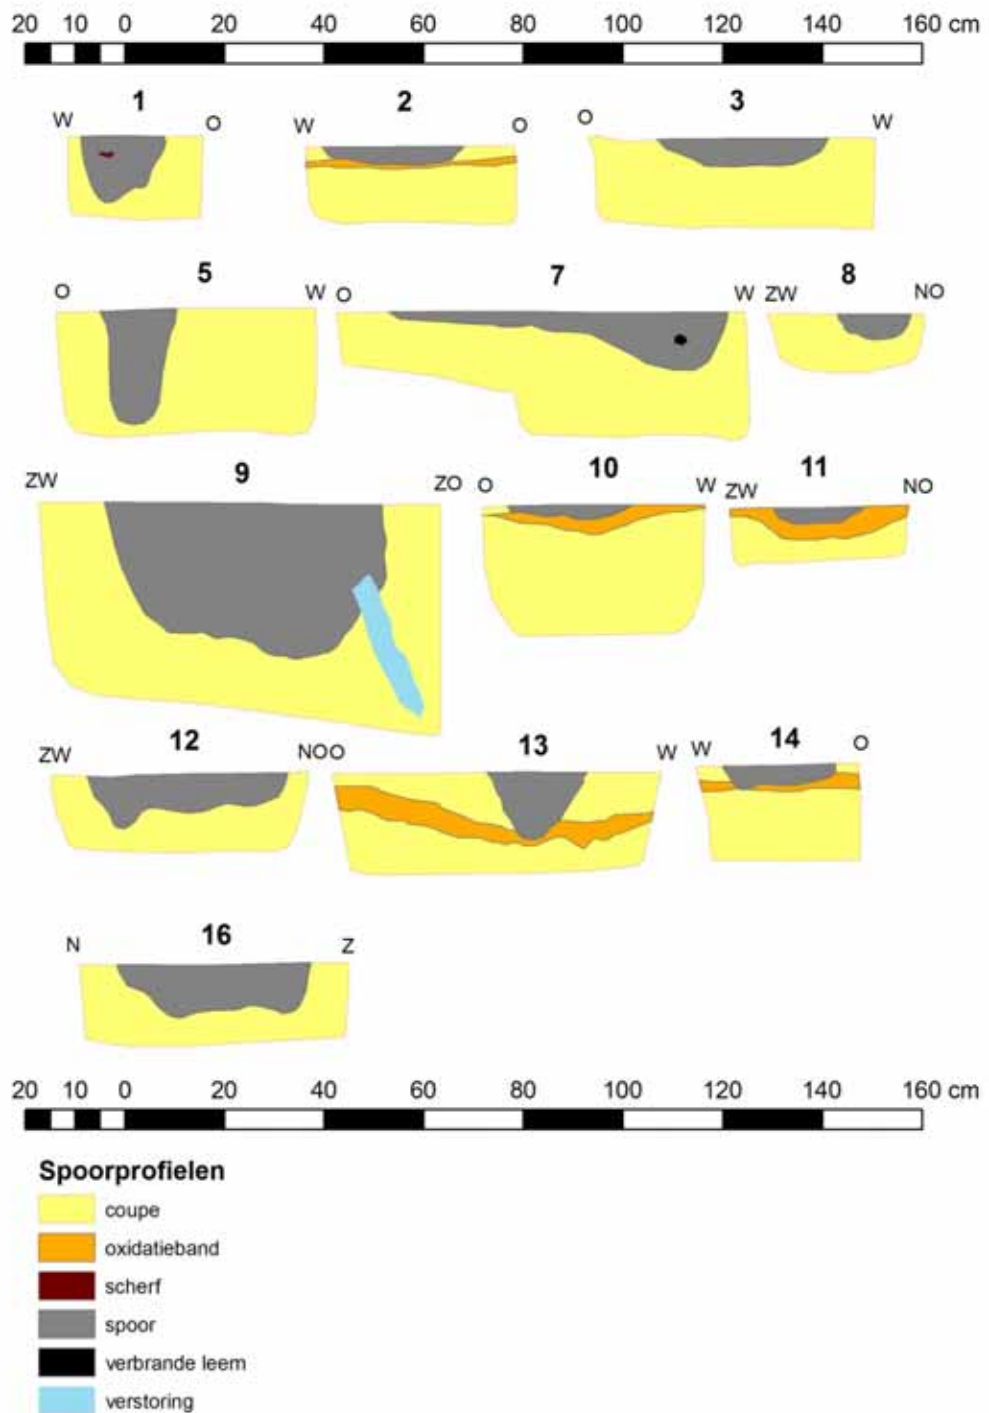 20 10 0 20 40 60 80 100 120 140 160 cm
1 2 3
W O W O O W
5 7 8
O W O W ZW NO
9 10 11
ZW ZO O W ZW NO
12 13 14
ZW NO O W W O
16
N Z
20 10 0 20 40 60 80 100 120 140 160 cm
Spoorprofielen
coupe
oxidatieband
scherf
spoor
verbrande leem
verstoring